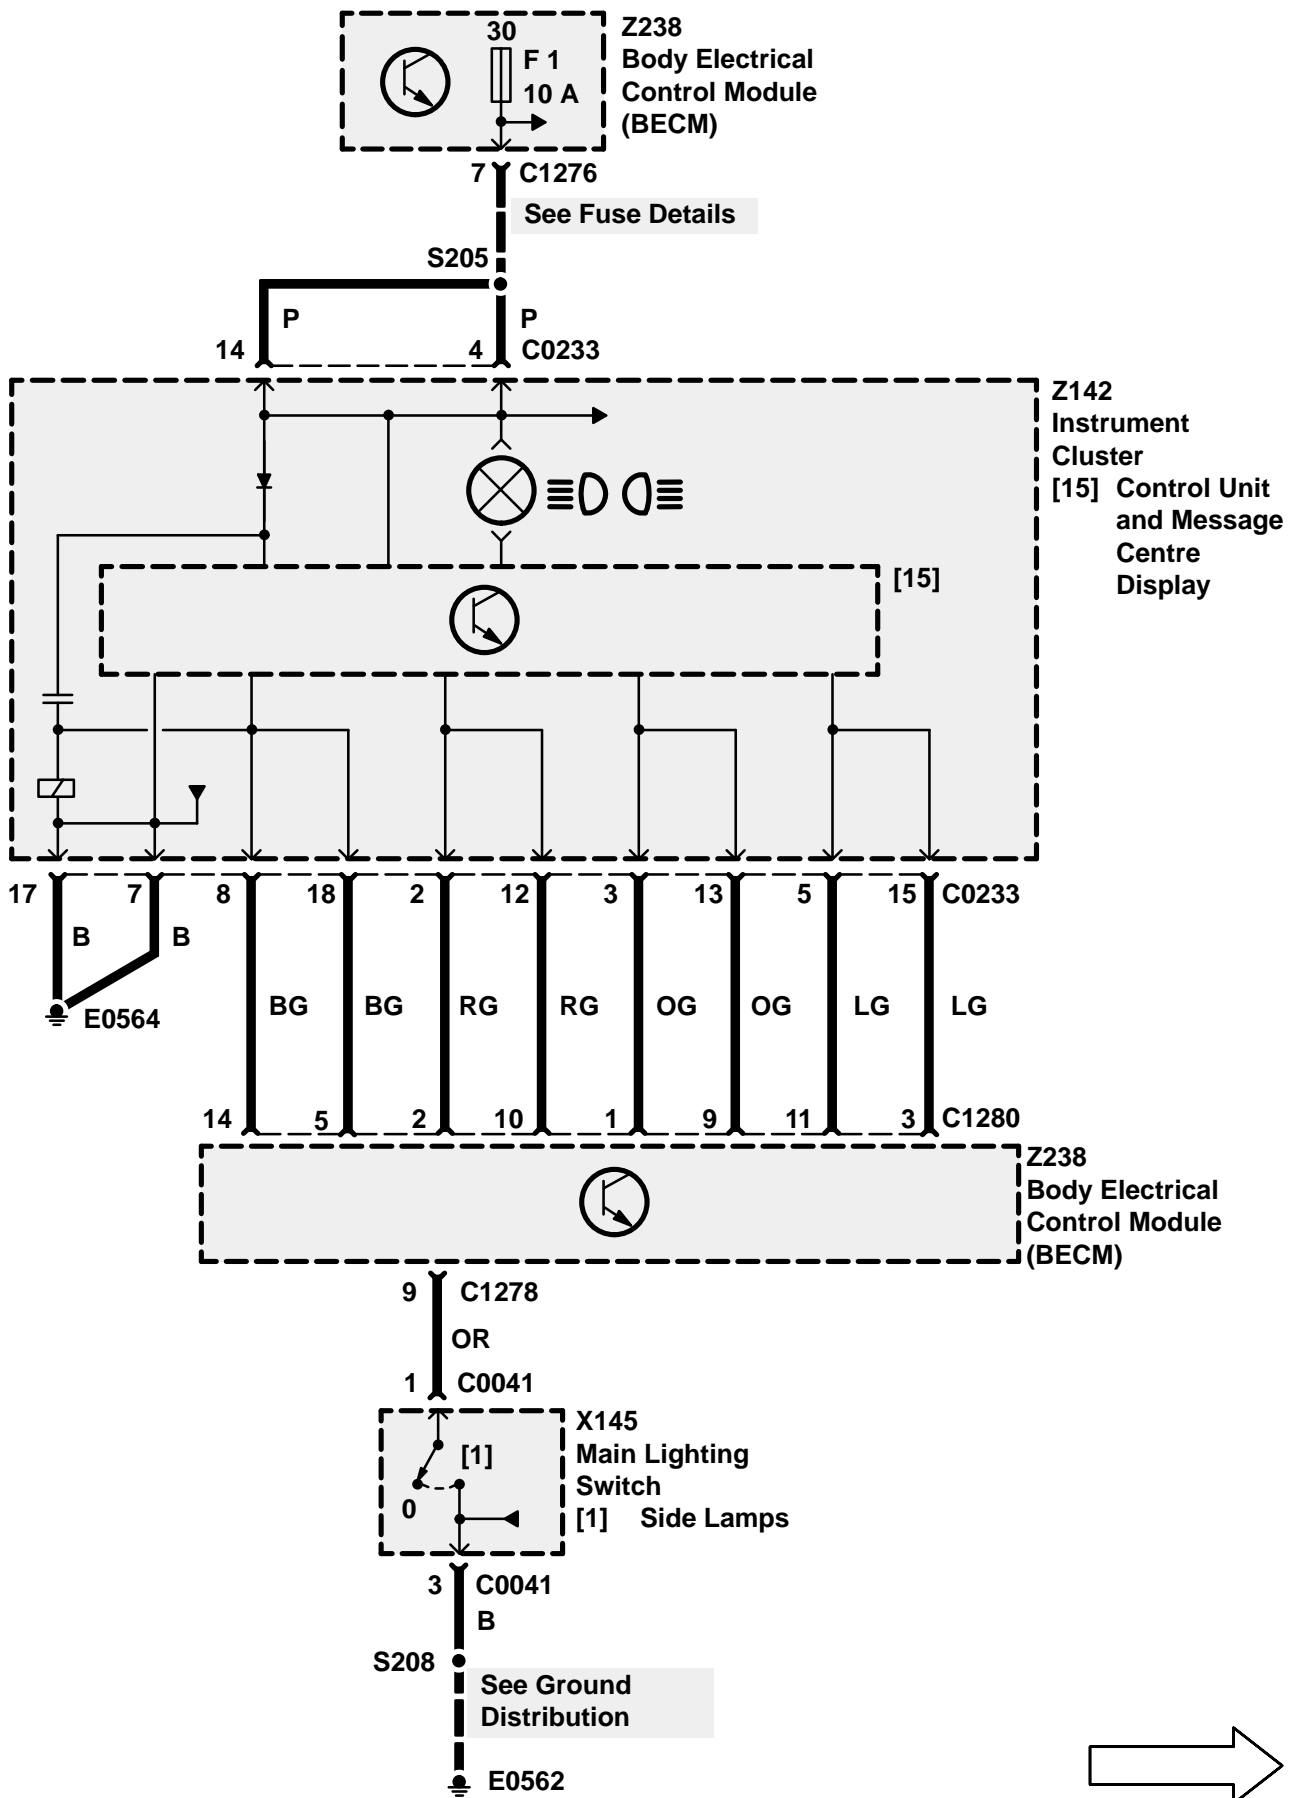 30
F 1
10 A
Z238
Body Electrical
Control Module
(BECM)
7 C1276
See Fuse Details
S205
P P
14 4 C0233
Z142
Instrument
Cluster
[15] Control Unit
and Message
Centre
Display
[15]
17 7 8 18 2 12 3 13 5 15 C0233
B B
E0564
BG BG RG RG OG OG LG LG
14 5 2 10 1 9 11 3 C1280
Z238
Body Electrical
Control Module
(BECM)
9 C1278
OR
1 C0041
[1]
0
X145
Main Lighting
Switch
[1] Side Lamps
3 C0041
B
S208
See Ground
Distribution
E0562